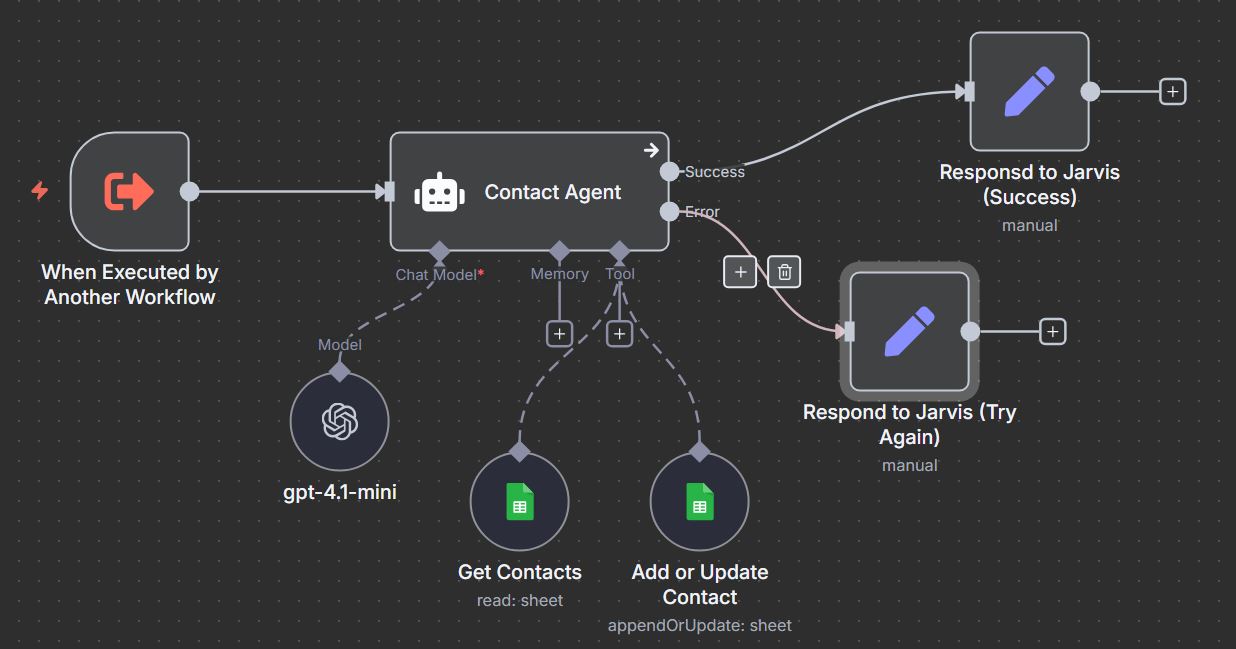 Responsd to Jarvis
(Success)
manual
Success
Contact Agent
Error
When Executed by
Another Workflow
Chat Model*
Memory
Tool
Model
gpt-4.1-mini
Respond to Jarvis (Try
Again)
manual
Get Contacts
read: sheet
Add or Update
Contact
appendOrUpdate: sheet